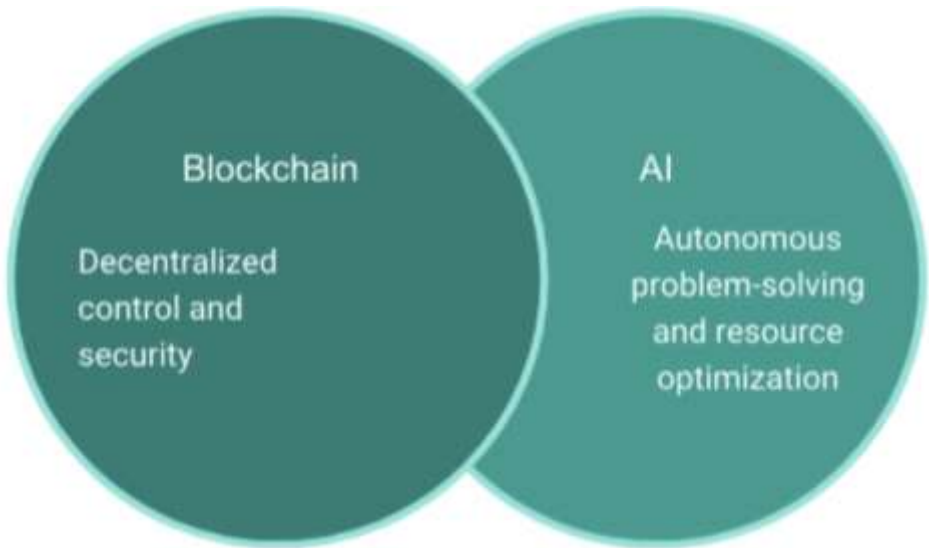 Blockchain
Decentralized
control and
security
AI
Autonomous
problem-solving
and resource
optimization